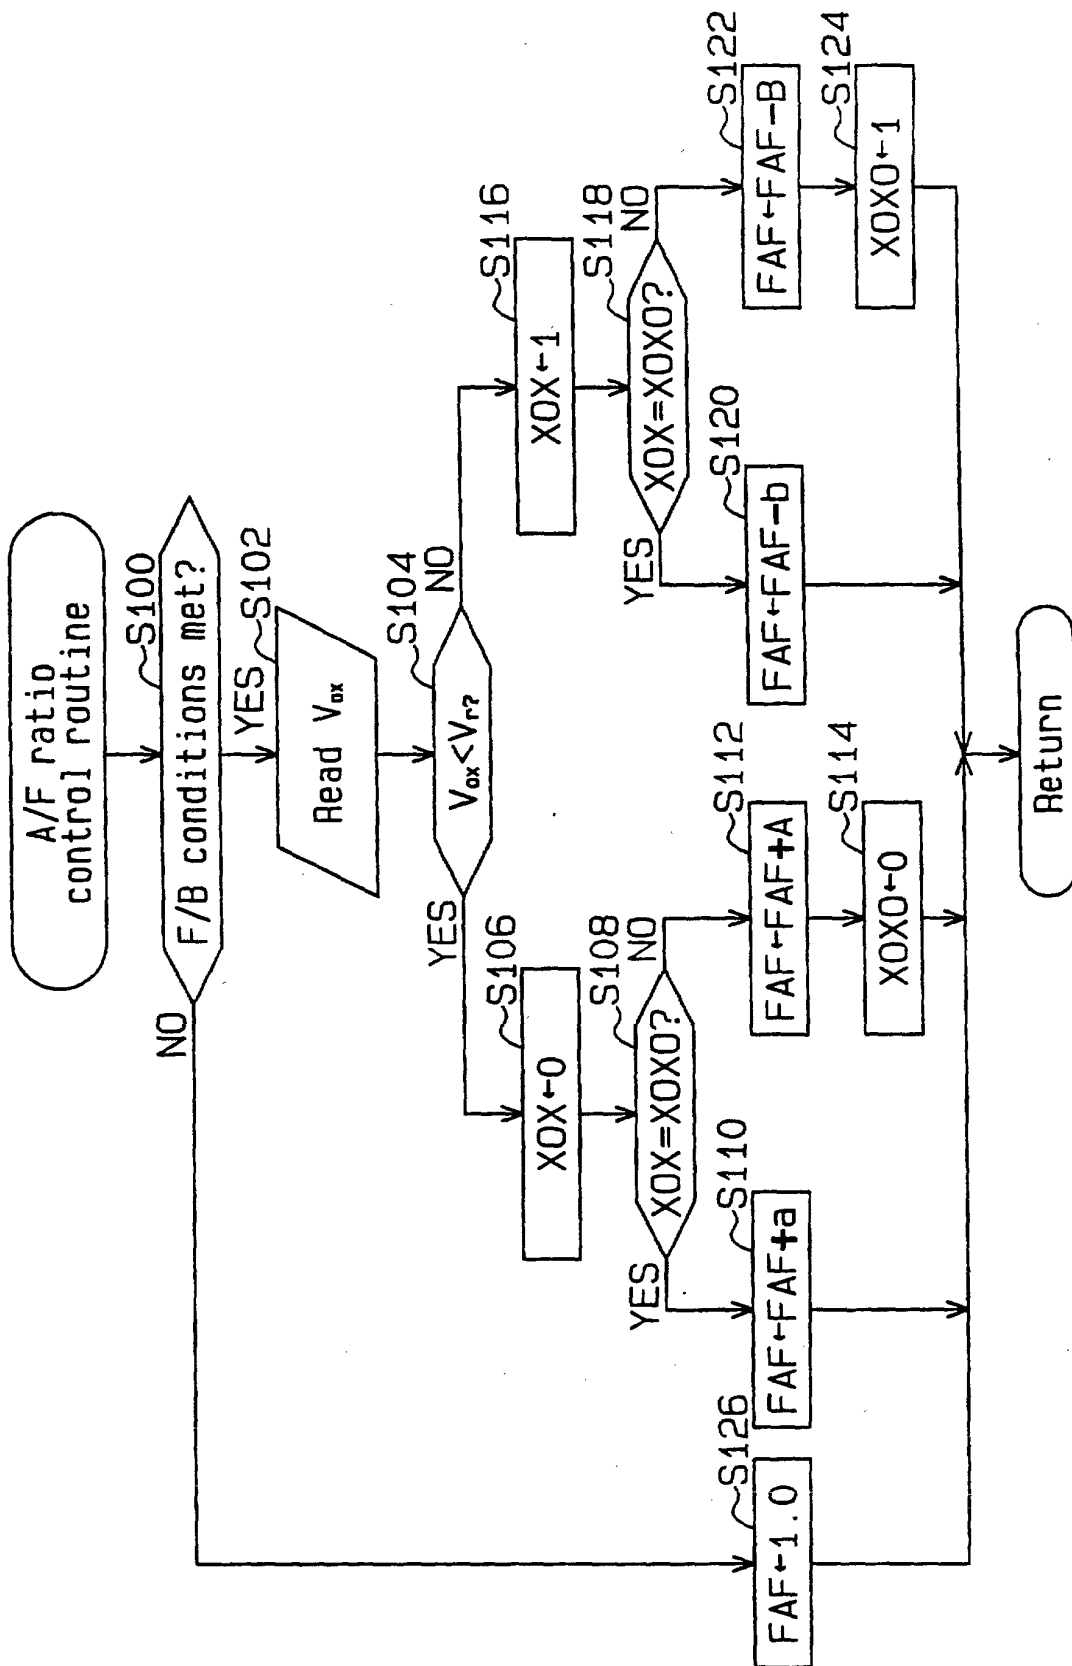 A/F ratio
control routine
S100
F/B conditions met?
NO
YES
S102
Read Vox
S104
Vox<Vr?
YES
NO
S106
XOX←0
S116
XOX←1
S108
XOX=XOXO?
YES
NO
S118
XOX=XOXO?
YES
NO
S126
FAF←1.0
S110
FAF←FAF+a
S112
FAF←FAF+A
S120
FAF←FAF-b
S122
FAF←FAF-B
S114
XOXO←0
S124
XOXO←1
Return